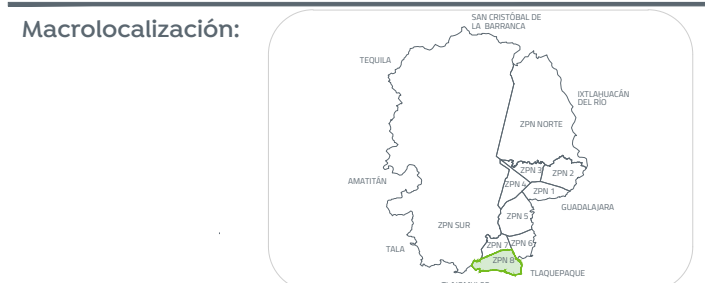 Macrolocalización:
SAN CRISTÓBAL DE
LA BARRANCA
TEQUILA
IXTLAHUACÁN
DEL RÍO
ZPN NORTE
ZPN 3
ZPN 2
AMATITÁN
ZPN 4
ZPN 1
GUADALAJARA
ZPN 5
ZPN SUR
ZPN 7
ZPN 6
TALA
ZPN 8
TLAQUEPAQUE